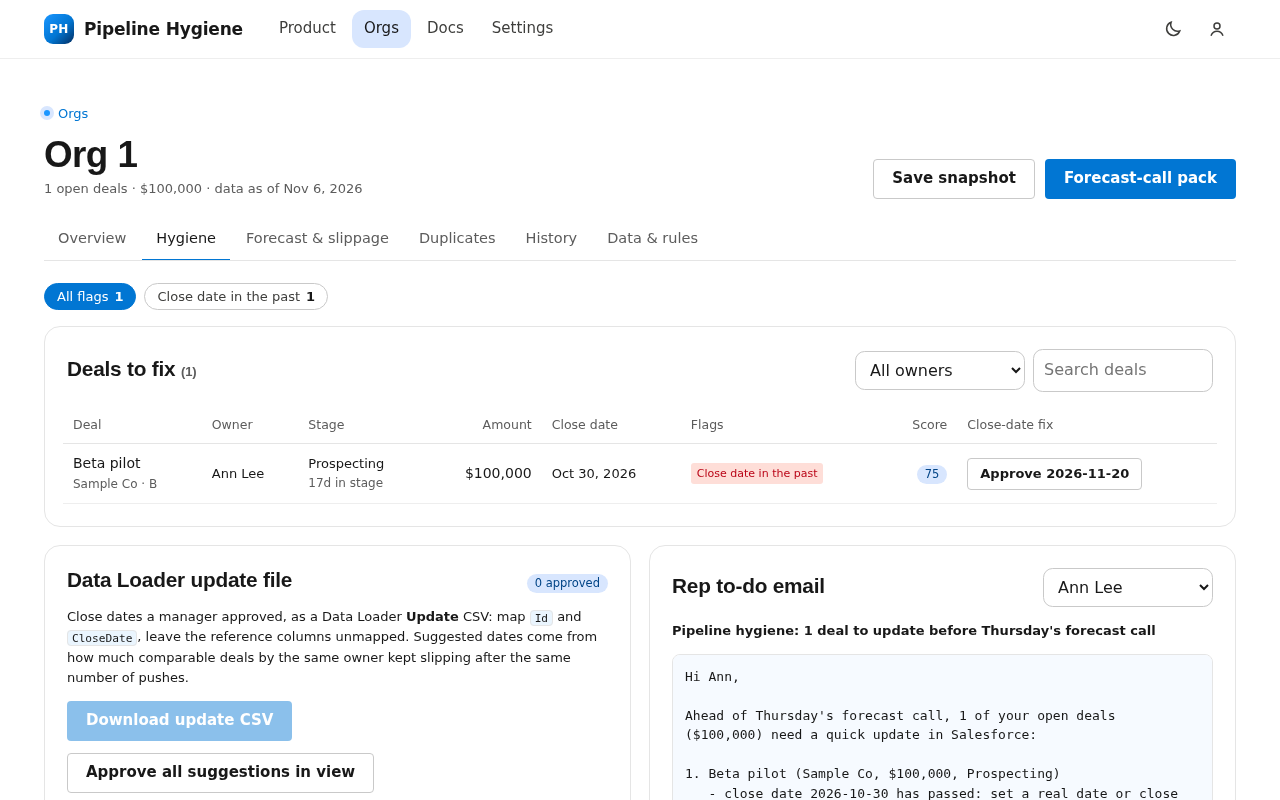 PH Pipeline Hygiene Product Orgs Docs Settings
Orgs
Org 1
1 open deals · $100,000 · data as of Nov 6, 2026
Save snapshot Forecast-call pack
Overview Hygiene Forecast & slippage Duplicates History Data & rules
All flags 1 Close date in the past 1
Deals to fix (1)
All owners Search deals
Deal Owner Stage Amount Close date Flags Score Close-date fix
Beta pilot Ann Lee Prospecting $100,000 Oct 30, 2026 Close date in the past 75 Approve 2026-11-20
Sample Co · B 17d in stage
Data Loader update file
0 approved
Close dates a manager approved, as a Data Loader Update CSV: map Id and
CloseDate, leave the reference columns unmapped. Suggested dates come from
how much comparable deals by the same owner kept slipping after the same
number of pushes.
Download update CSV
Approve all suggestions in view
Rep to-do email
Ann Lee
Pipeline hygiene: 1 deal to update before Thursday's forecast call
Hi Ann,
Ahead of Thursday's forecast call, 1 of your open deals
($100,000) need a quick update in Salesforce:
1. Beta pilot (Sample Co, $100,000, Prospecting)
- close date 2026-10-30 has passed: set a real date or close